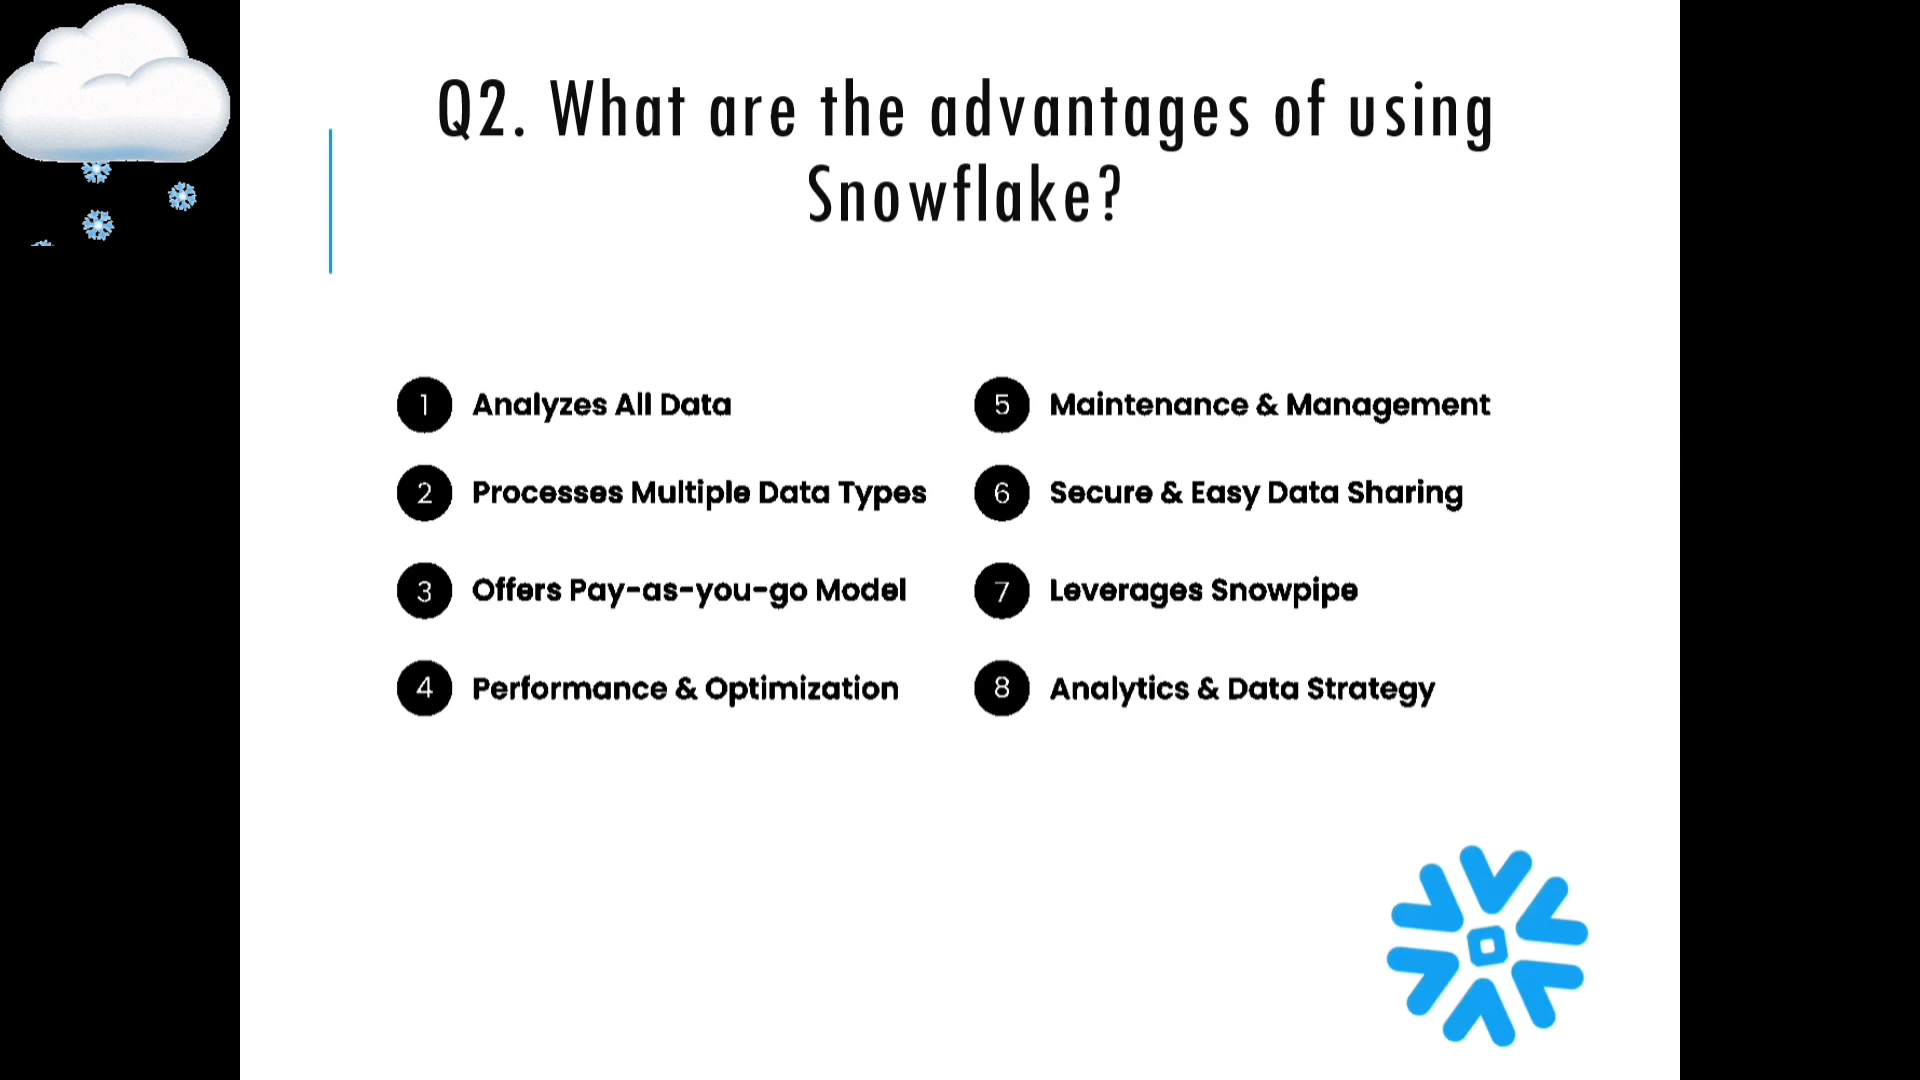 Q2. What are the advantages of using
Snowflake?
1 Analyzes All Data
2 Processes Multiple Data Types
3 Offers Pay-as-you-go Model
4 Performance & Optimization
5 Maintenance & Management
6 Secure & Easy Data Sharing
7 Leverages Snowpipe
8 Analytics & Data Strategy